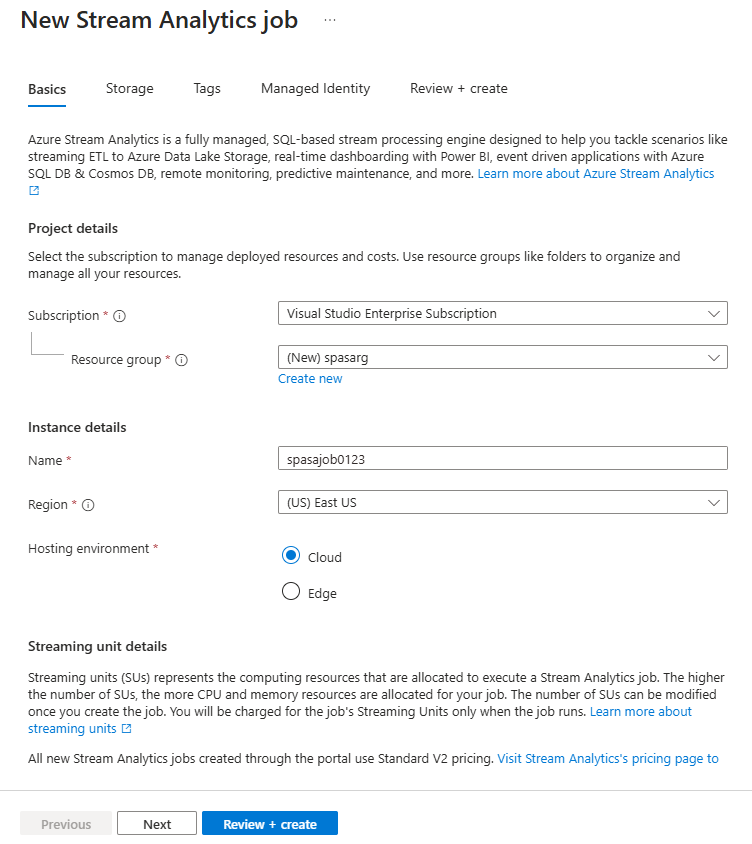 New Stream Analytics job ...
Basics Storage Tags Managed Identity Review + create
Azure Stream Analytics is a fully managed, SQL-based stream processing engine designed to help you tackle scenarios like
streaming ETL to Azure Data Lake Storage, real-time dashboarding with Power BI, event driven applications with Azure
SQL DB & Cosmos DB, remote monitoring, predictive maintenance, and more. Learn more about Azure Stream Analytics
Project details
Select the subscription to manage deployed resources and costs. Use resource groups like folders to organize and
manage all your resources.
Subscription * Visual Studio Enterprise Subscription
Resource group * (New) spasarg
Create new
Instance details
Name * spasajob0123
Region * (US) East US
Hosting environment * Cloud
Edge
Streaming unit details
Streaming units (SUs) represents the computing resources that are allocated to execute a Stream Analytics job. The higher
the number of SUs, the more CPU and memory resources are allocated for your job. The number of SUs can be modified
once you create the job. You will be charged for the job's Streaming Units only when the job runs. Learn more about
streaming units
All new Stream Analytics jobs created through the portal use Standard V2 pricing. Visit Stream Analytics's pricing page to
Previous Next Review + create